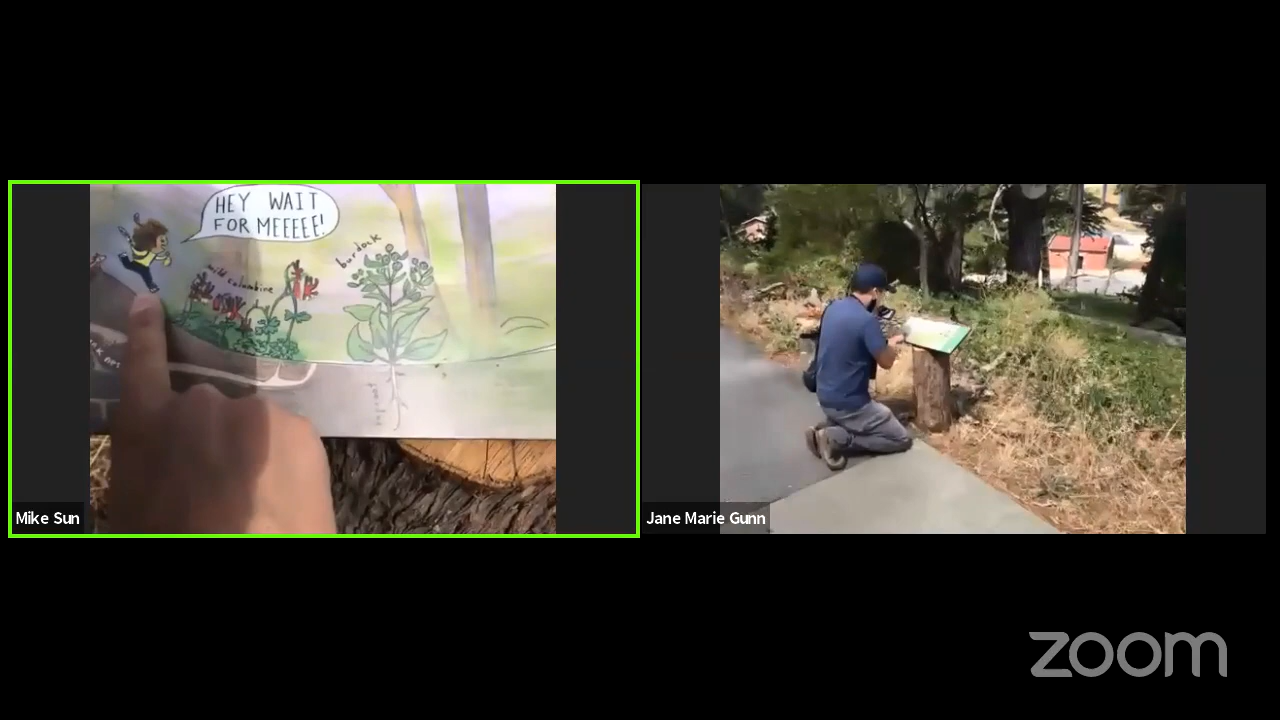 HEY WAIT
FOR MEEEEE!
burdock
wild columbine
Mike Sun
Jane Marie Gunn
zoom